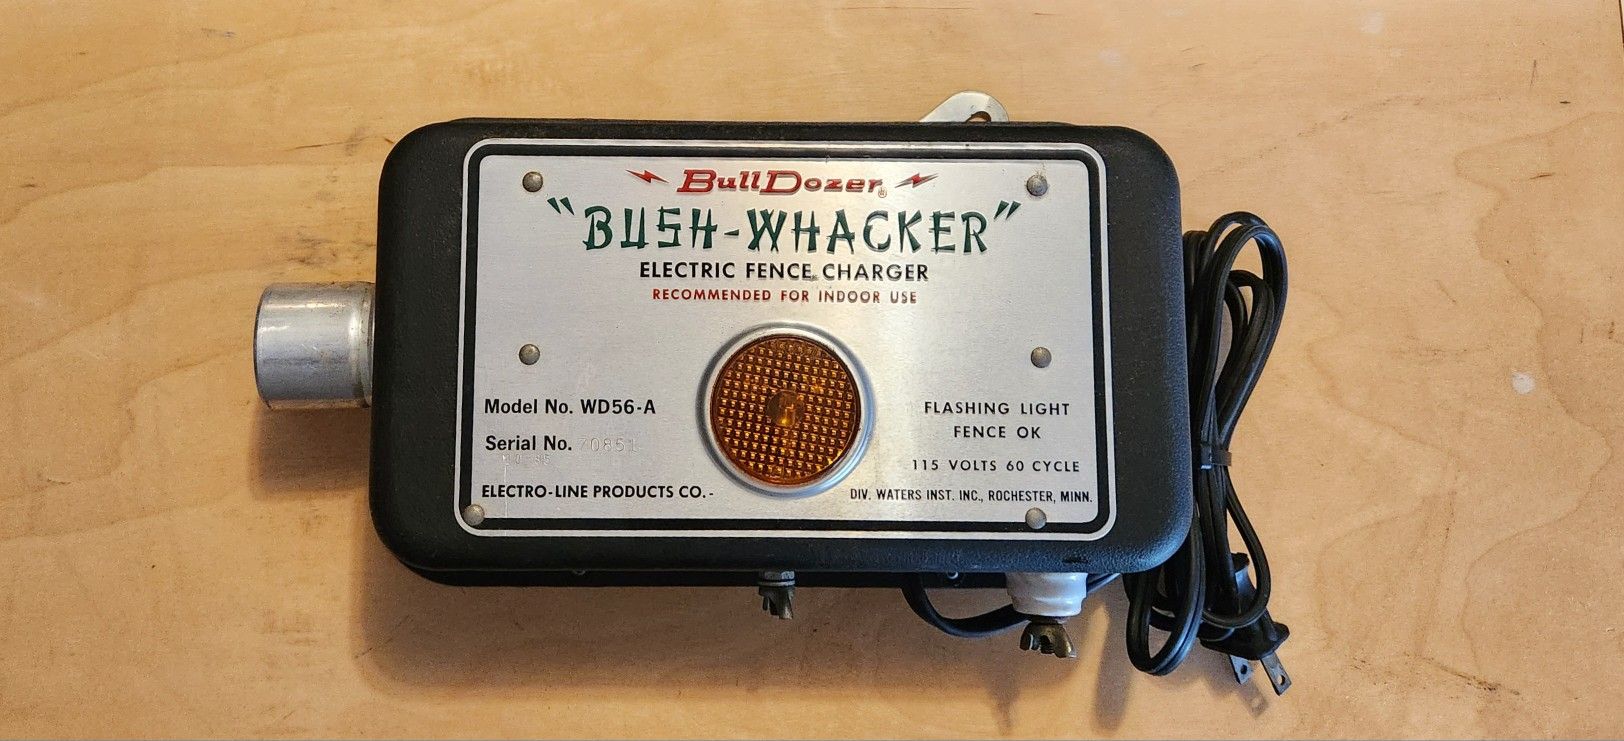 BullDozer®
"BUSH-WHACKER"
ELECTRIC FENCE CHARGER
RECOMMENDED FOR INDOOR USE
Model No. WD56-A
Serial No. 70851
FLASHING LIGHT
FENCE OK
115 VOLTS 60 CYCLE
ELECTRO-LINE PRODUCTS CO.-
DIV. WATERS INST. INC., ROCHESTER, MINN.